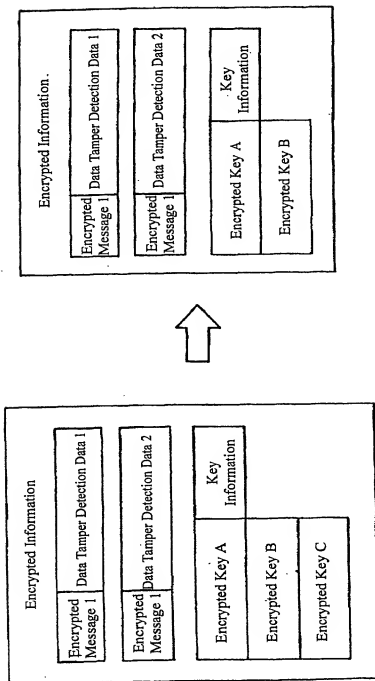 Encrypted Information
Encrypted
Message 1
Data Tamper Detection Data 1
Encrypted
Message 1
Data Tamper Detection Data 2
Encrypted Key A
Key
Information
Encrypted Key B
Encrypted Key C
Encrypted Information
Encrypted
Message 1
Data Tamper Detection Data 1
Encrypted
Message 1
Data Tamper Detection Data 2
Encrypted Key A
Key
Information
Encrypted Key B